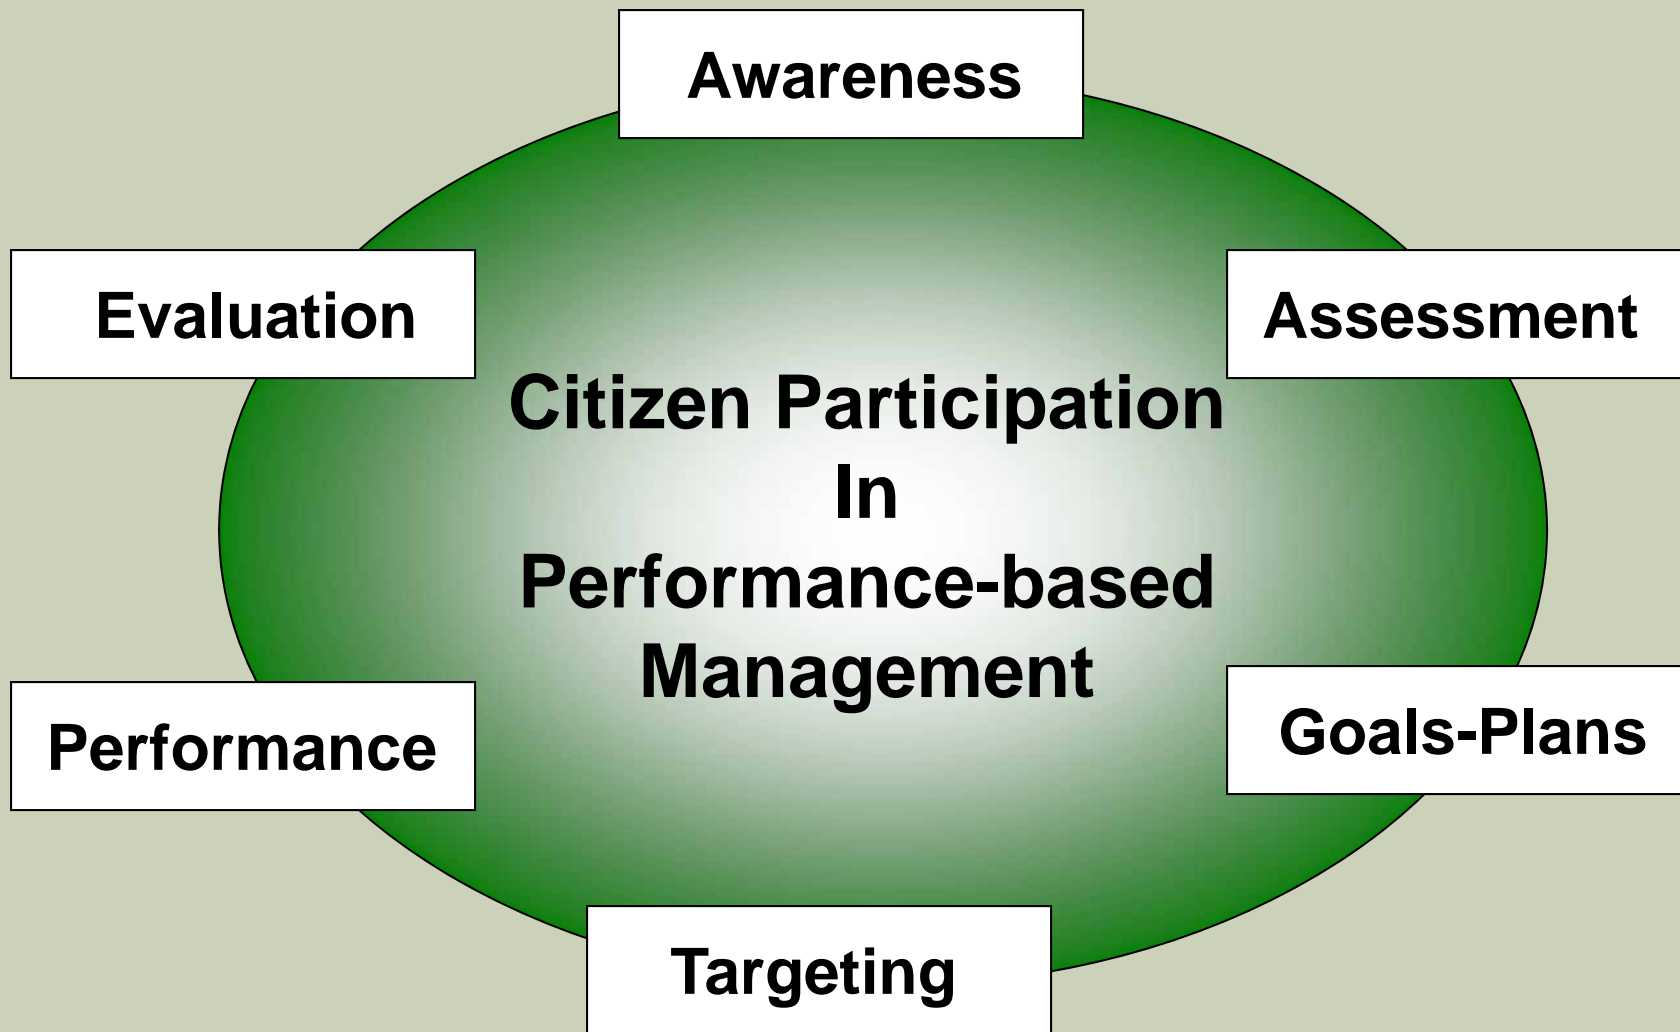 Awareness
Evaluation
Assessment
Citizen Participation
In
Performance-based
Management
Performance
Goals-Plans
Targeting